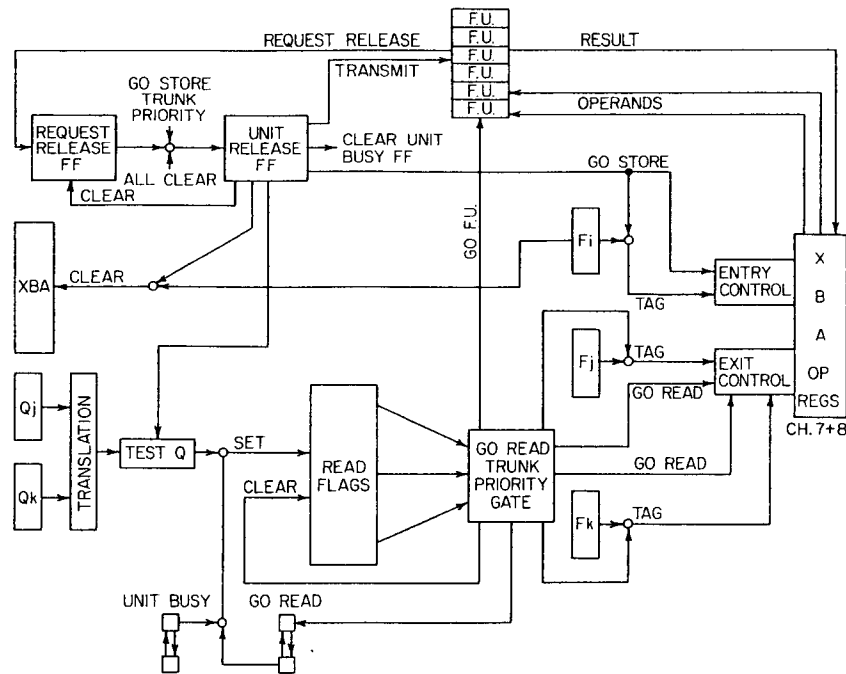 F.U.
F.U.
F.U.
F.U.
F.U.
F.U.
REQUEST RELEASE
RESULT
TRANSMIT
OPERANDS
GO STORE
TRUNK
PRIORITY
REQUEST
RELEASE
FF
UNIT
RELEASE
FF
CLEAR UNIT
BUSY FF
ALL CLEAR
CLEAR
GO STORE
GO F.U.
XBA
CLEAR
Fi
TAG
ENTRY
CONTROL
X
B
A
OP
REGS
CH. 7+8
Fj
TAG
EXIT
CONTROL
GO READ
Qj
Qk
TRANSLATION
TEST Q
SET
READ
FLAGS
CLEAR
GO READ
TRUNK
PRIORITY
GATE
GO READ
Fk
TAG
UNIT BUSY
GO READ